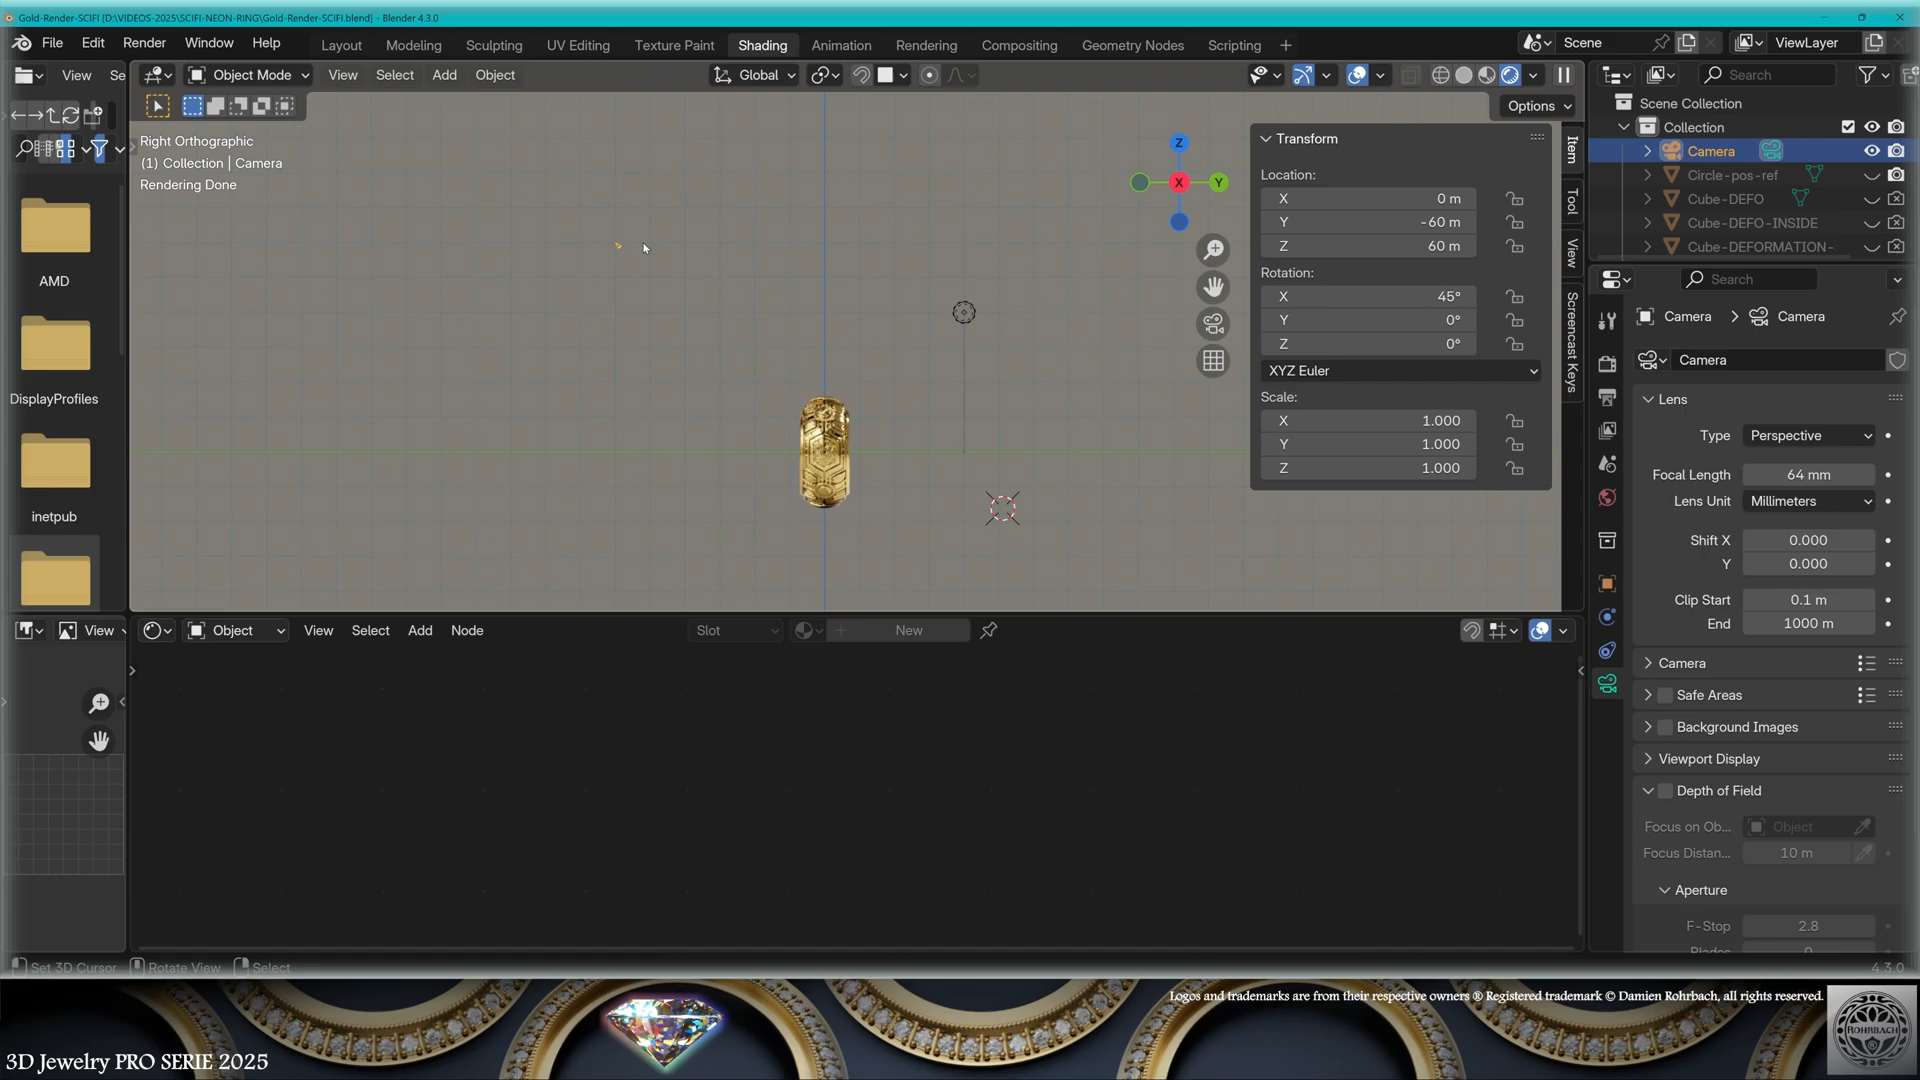 Gold-Render-SCIFI [D:\VIDEOS-2025\SCIFI-NEON-RING\Gold-Render-SCIFI.blend] - Blender 4.3.0
File Edit Render Window Help
Layout Modeling Sculpting UV Editing Texture Paint Shading Animation Rendering Compositing Geometry Nodes Scripting
Scene
ViewLayer
View Se
Object Mode View Select Add Object
Global
Options
Search
Right Orthographic
(1) Collection | Camera
Rendering Done
Z
X
Y
Transform
Location:
X 0 m
Y -60 m
Z 60 m
Rotation:
X 45°
Y 0°
Z 0°
XYZ Euler
Scale:
X 1.000
Y 1.000
Z 1.000
Item
Tool
View
Screencast Keys
Scene Collection
Collection
Camera
Circle-pos-ref
Cube-DEFO
Cube-DEFO-INSIDE
Cube-DEFORMATION-
Search
Camera Camera
Camera
Lens
Type Perspective
Focal Length 64 mm
Lens Unit Millimeters
Shift X 0.000
Y 0.000
Clip Start 0.1 m
End 1000 m
Camera
Safe Areas
Background Images
Viewport Display
Depth of Field
Focus on Ob... Object
Focus Distan... 10 m
Aperture
F-Stop 2.8
AMD
DisplayProfiles
inetpub
View
Object View Select Add Node
Slot
New
Set 3D Cursor Rotate View Select
4.3.0
Logos and trademarks are from their respective owners ® Registered trademark © Damien Rohrbach, all rights reserved.
ROHRBACH
3D Jewelry PRO SERIE 2025